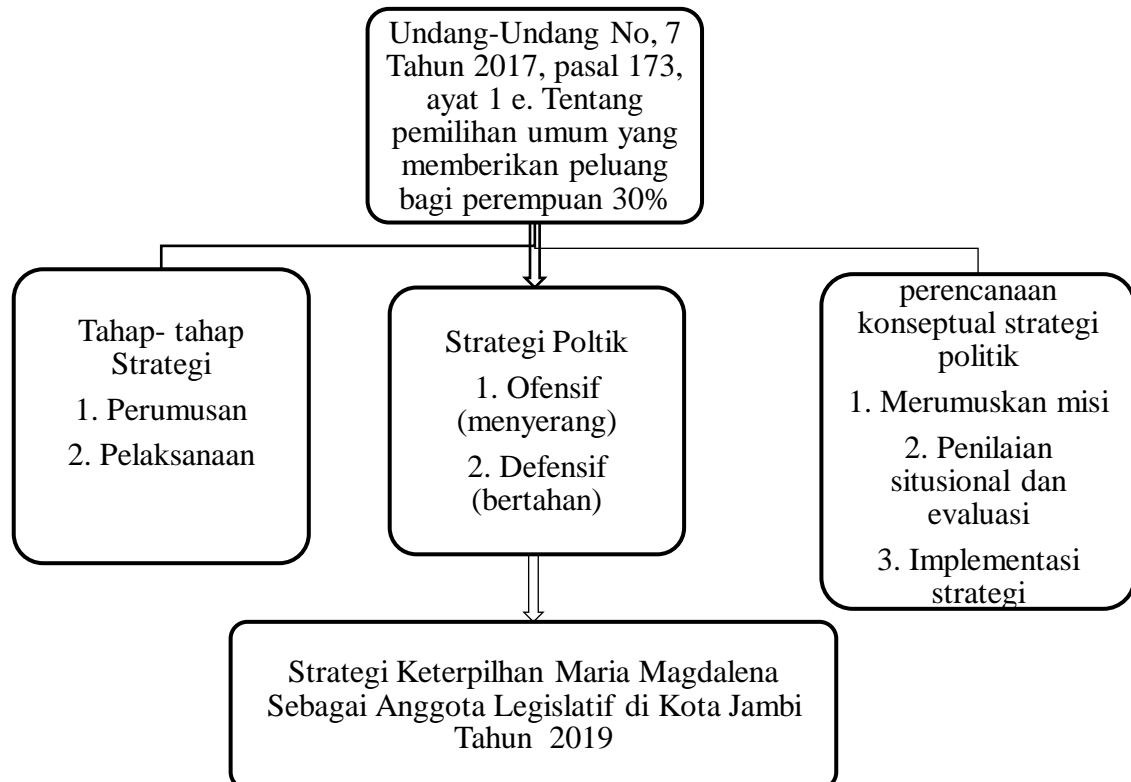 Undang-Undang No, 7
Tahun 2017, pasal 173,
ayat 1 e. Tentang
pemilihan umum yang
memberikan peluang
bagi perempuan 30%
Tahap- tahap
Strategi
1. Perumusan
2. Pelaksanaan
Strategi Poltik
1. Ofensif
(menyerang)
2. Defensif
(bertahan)
perencanaan
konseptual strategi
politik
1. Merumuskan misi
2. Penilaian
situsional dan
evaluasi
3. Implementasi
strategi
Strategi Keterpilhan Maria Magdalena
Sebagai Anggota Legislatif di Kota Jambi
Tahun 2019